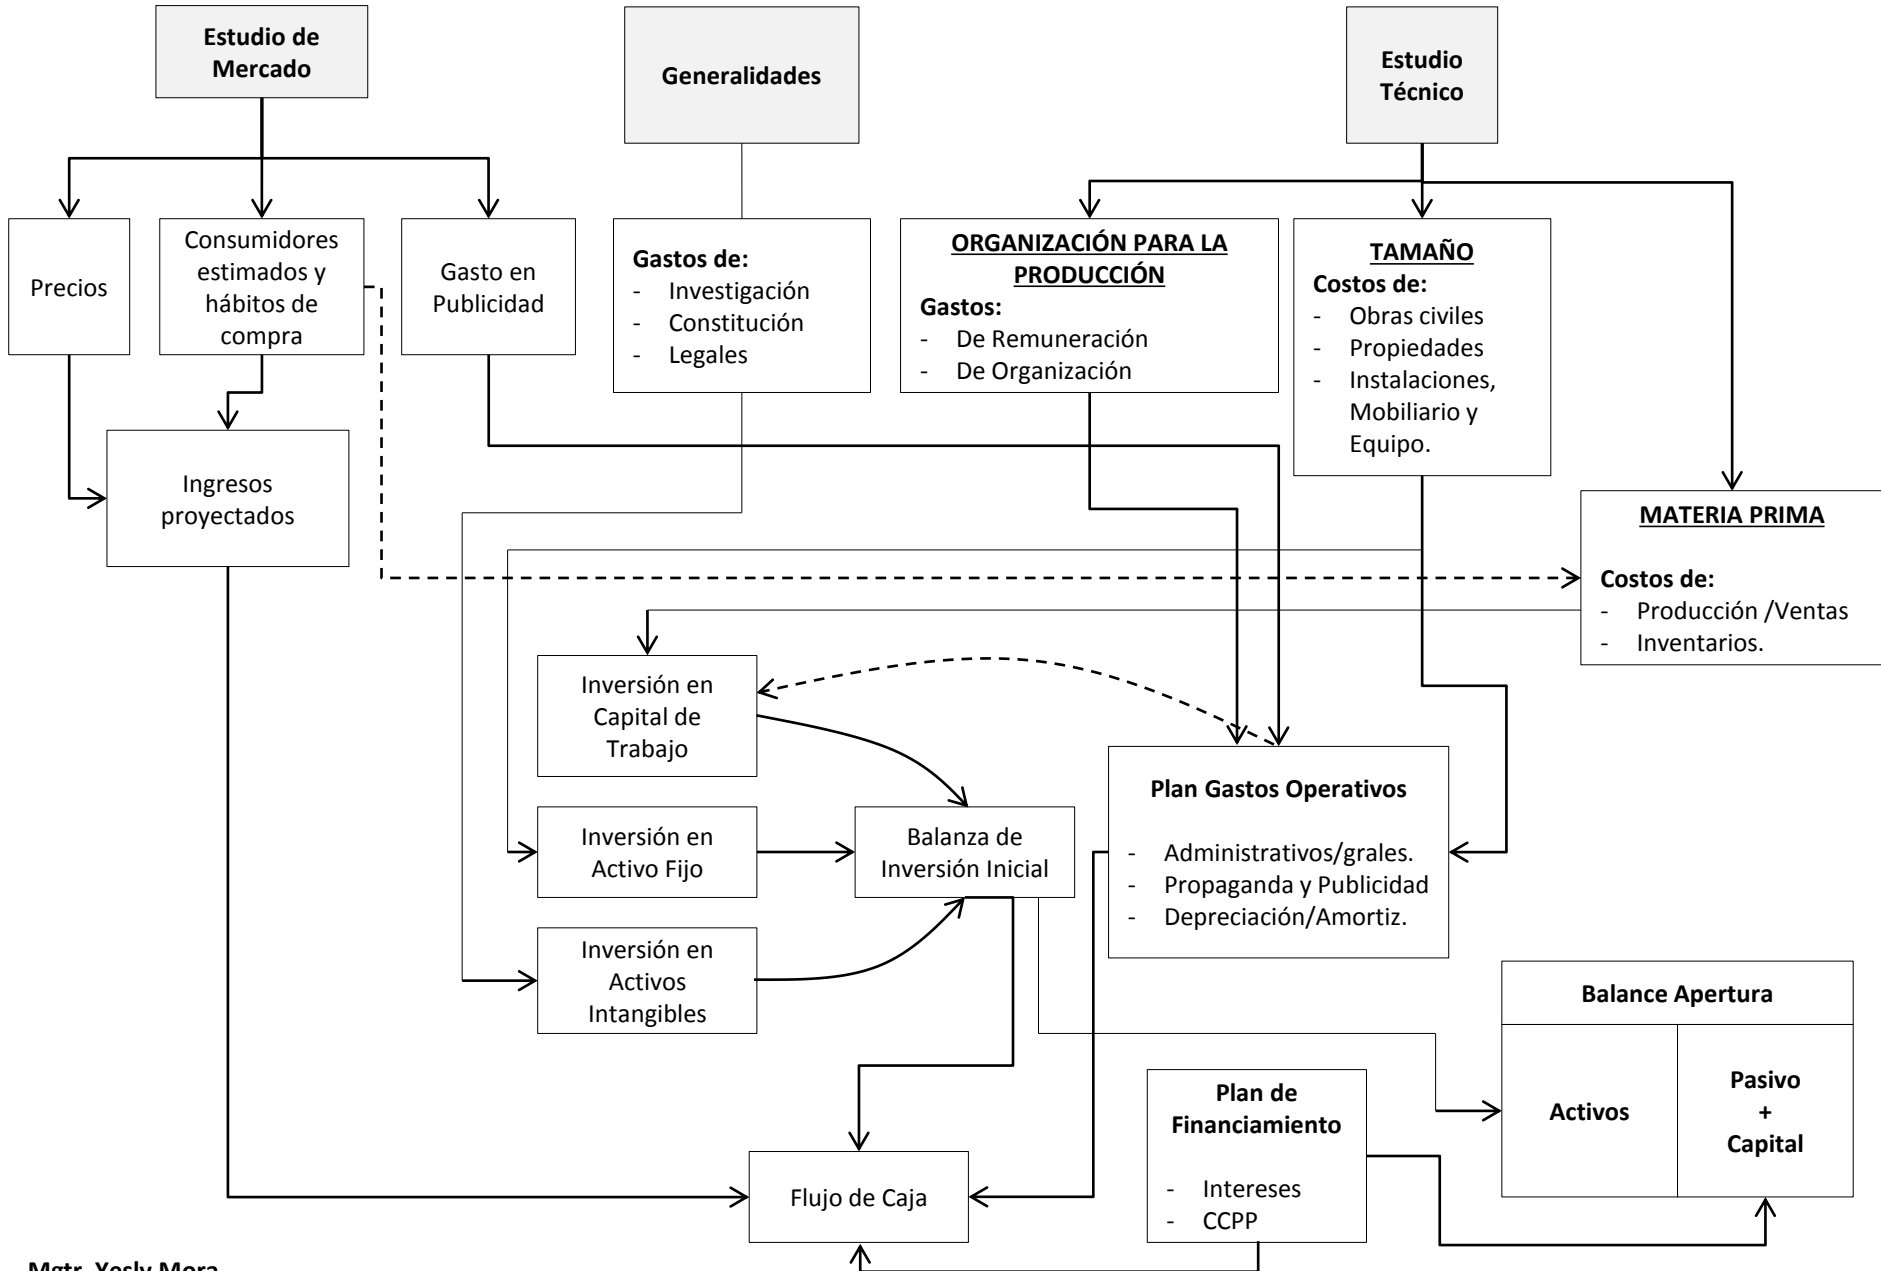 Estudio de
Mercado
Generalidades
Estudio
Técnico
Precios
Consumidores
estimados y
hábitos de
compra
Gasto en
Publicidad
Gastos de:
- Investigación
- Constitución
- Legales
ORGANIZACIÓN PARA LA
PRODUCCIÓN
Gastos:
- De Remuneración
- De Organización
TAMAÑO
Costos de:
- Obras civiles
- Propiedades
- Instalaciones,
Mobiliario y
Equipo.
Ingresos
proyectados
MATERIA PRIMA
Costos de:
- Producción /Ventas
- Inventarios.
Inversión en
Capital de
Trabajo
Inversión en
Activo Fijo
Inversión en
Activos
Intangibles
Balanza de
Inversión Inicial
Plan Gastos Operativos
- Administrativos/grales.
- Propaganda y Publicidad
- Depreciación/Amortiz.
Balance Apertura
Activos
Pasivo
+
Capital
Plan de
Financiamiento
- Intereses
- CCPP
Flujo de Caja
Mgtr. Yesly Mora